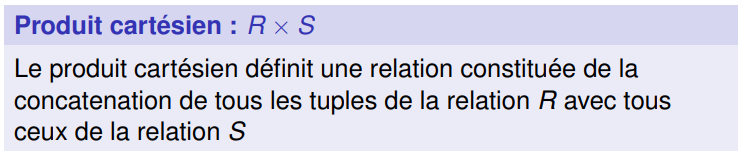 Produit cartésien : R × S
Le produit cartésien définit une relation constituée de la
concatenation de tous les tuples de la relation R avec tous
ceux de la relation S